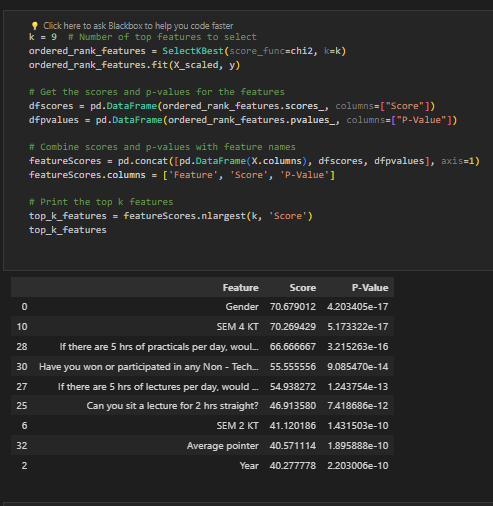 Click here to ask Blackbox to help you code faster
k = 9  # Number of top features to select
ordered_rank_features = SelectKBest(score_func=chi2, k=k)
ordered_rank_features.fit(X_scaled, y)
# Get the scores and p-values for the features
dfscores = pd.DataFrame(ordered_rank_features.scores_, columns=["Score"])
dfpvalues = pd.DataFrame(ordered_rank_features.pvalues_, columns=["P-Value"])
# Combine scores and p-values with feature names
featureScores = pd.concat([pd.DataFrame(X.columns), dfscores, dfpvalues], axis=1)
featureScores.columns = ['Feature', 'Score', 'P-Value']
# Print the top k features
top_k_features = featureScores.nlargest(k, 'Score')
top_k_features
Feature Score P-Value
0 Gender 70.679012 4.203405e-17
10 SEM 4 KT 70.269429 5.173322e-17
28 If there are 5 hrs of practicals per day, woul... 66.666667 3.215263e-16
30 Have you won or participated in any Non - Tech... 55.555556 9.085470e-14
27 If there are 5 hrs of lectures per day, would ... 54.938272 1.243754e-13
25 Can you sit a lecture for 2 hrs straight? 46.913580 7.418686e-12
6 SEM 2 KT 41.120186 1.431503e-10
32 Average pointer 40.571114 1.895888e-10
2 Year 40.277778 2.203006e-10